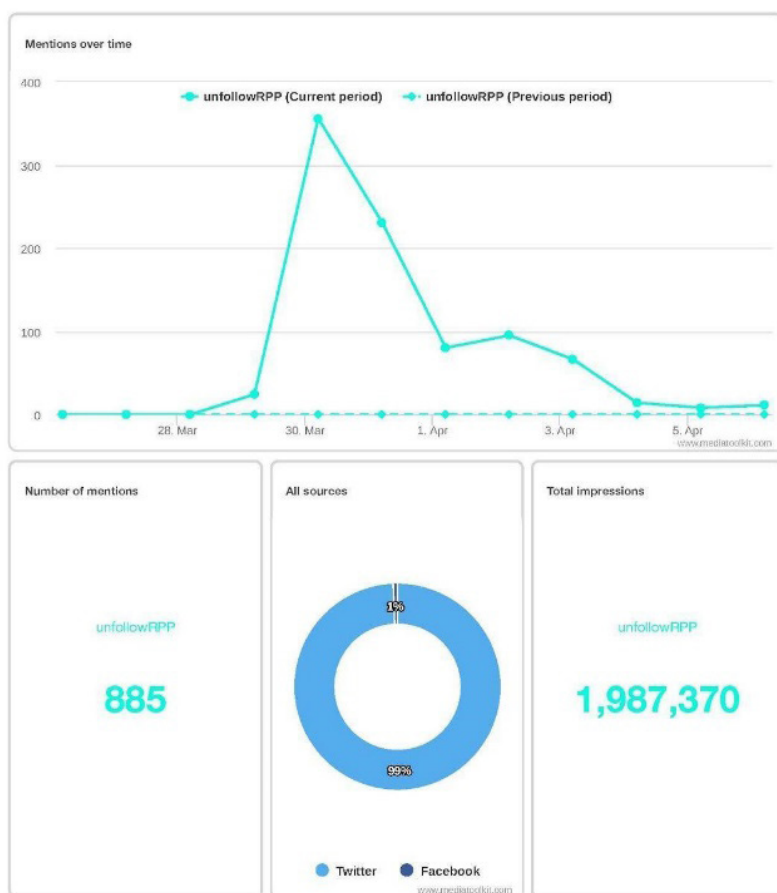 Mentions over time
400
unfollowRPP (Current period) unfollowRPP (Previous period)
300
200
100
0
28. Mar 30. Mar 1. Apr 3. Apr 5. Apr
www.mediatoolkit.com
Number of mentions
unfollowRPP
885
All sources
1%
99%
Twitter Facebook
www.mediatoolkit.com
Total impressions
unfollowRPP
1,987,370